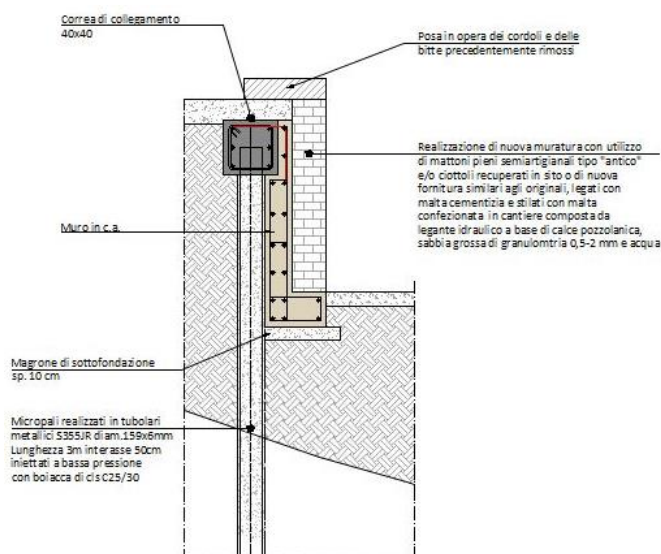 Correa di collegamento
40x40
Posa in opera dei cordoli e delle
bitte precedentemente rimossi
Realizzazione di nuova muratura con utilizzo
di mattoni pieni semiartigianali tipo "antico"
e/o ciottoli recuperati in sito o di nuova
fornitura similari agli originali, legati con
malta cementizia e stilati con malta
confezionata in cantiere composta da
legante idraulico a base di calce pozzolanica,
sabbia grossa di granulomtria 0,5-2 mm e acqua
Muro in c.a.
Magrone di sottofondazione
sp. 10 cm
Micropali realizzati in tubolari
metallici S355JR diam.159x6mm
Lunghezza 3m interasse 50cm
iniettati a bassa pressione
con boiacca di cls C25/30